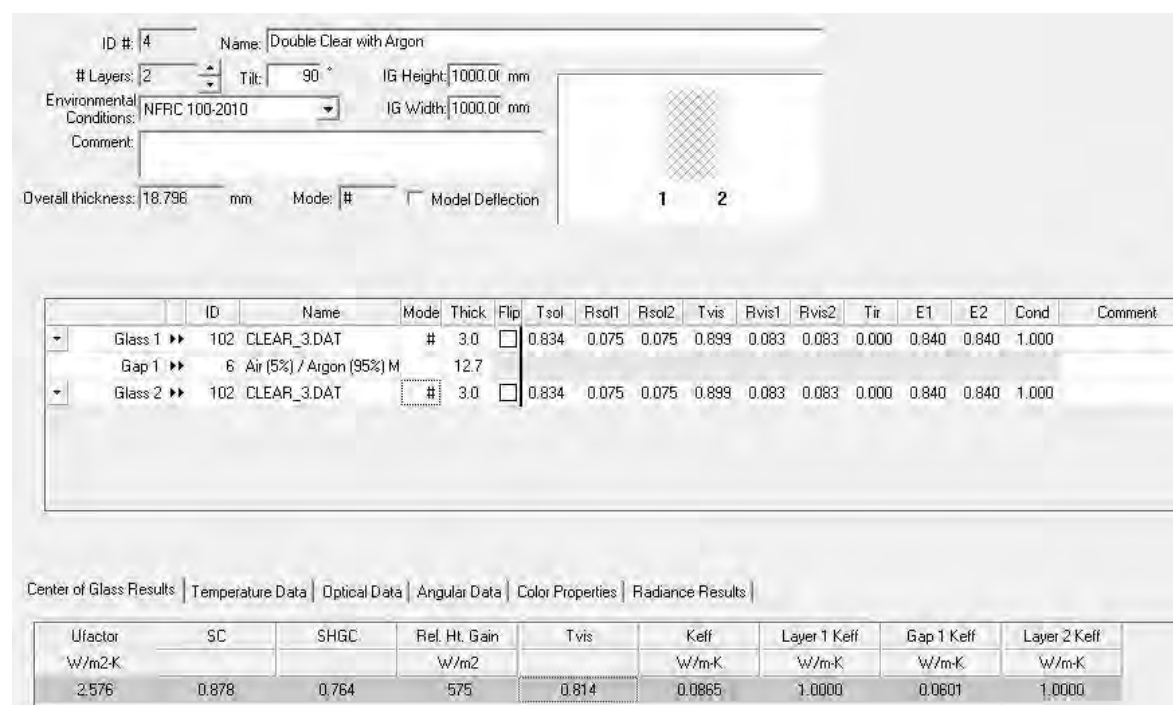 ID #: 4 Name: Double Clear with Argon
# Layers: 2 Tilt: 90 ° IG Height: 1000.00 mm
Environmental Conditions: NFRC 100-2010 IG Width: 1000.00 mm
Comment:
Overall thickness: 18.796 mm Mode: # Model Deflection
1 2
ID Name Mode Thick Flip Tsol Rsol1 Rsol2 Tvis Rvis1 Rvis2 Tir E1 E2 Cond Comment
Glass 1 ▸▸ 102 CLEAR_3.DAT # 3.0 0.834 0.075 0.075 0.899 0.083 0.083 0.000 0.840 0.840 1.000
Gap 1 ▸▸ 6 Air (5%) / Argon (95%) M 12.7
Glass 2 ▸▸ 102 CLEAR_3.DAT # 3.0 0.834 0.075 0.075 0.899 0.083 0.083 0.000 0.840 0.840 1.000
Center of Glass Results Temperature Data Optical Data Angular Data Color Properties Radiance Results
Ufactor SC SHGC Rel. Ht. Gain Tvis Keff Layer 1 Keff Gap 1 Keff Layer 2 Keff
W/m2-K W/m2 W/m-K W/m-K W/m-K W/m-K
2.576 0.878 0.764 575 0.814 0.0865 1.0000 0.0601 1.0000